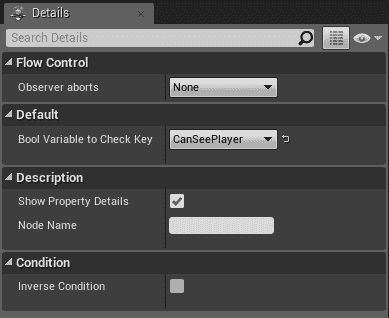 Details
Search Details
Flow Control
Observer aborts None
Default
Bool Variable to Check Key CanSeePlayer
Description
Show Property Details
Node Name
Condition
Inverse Condition